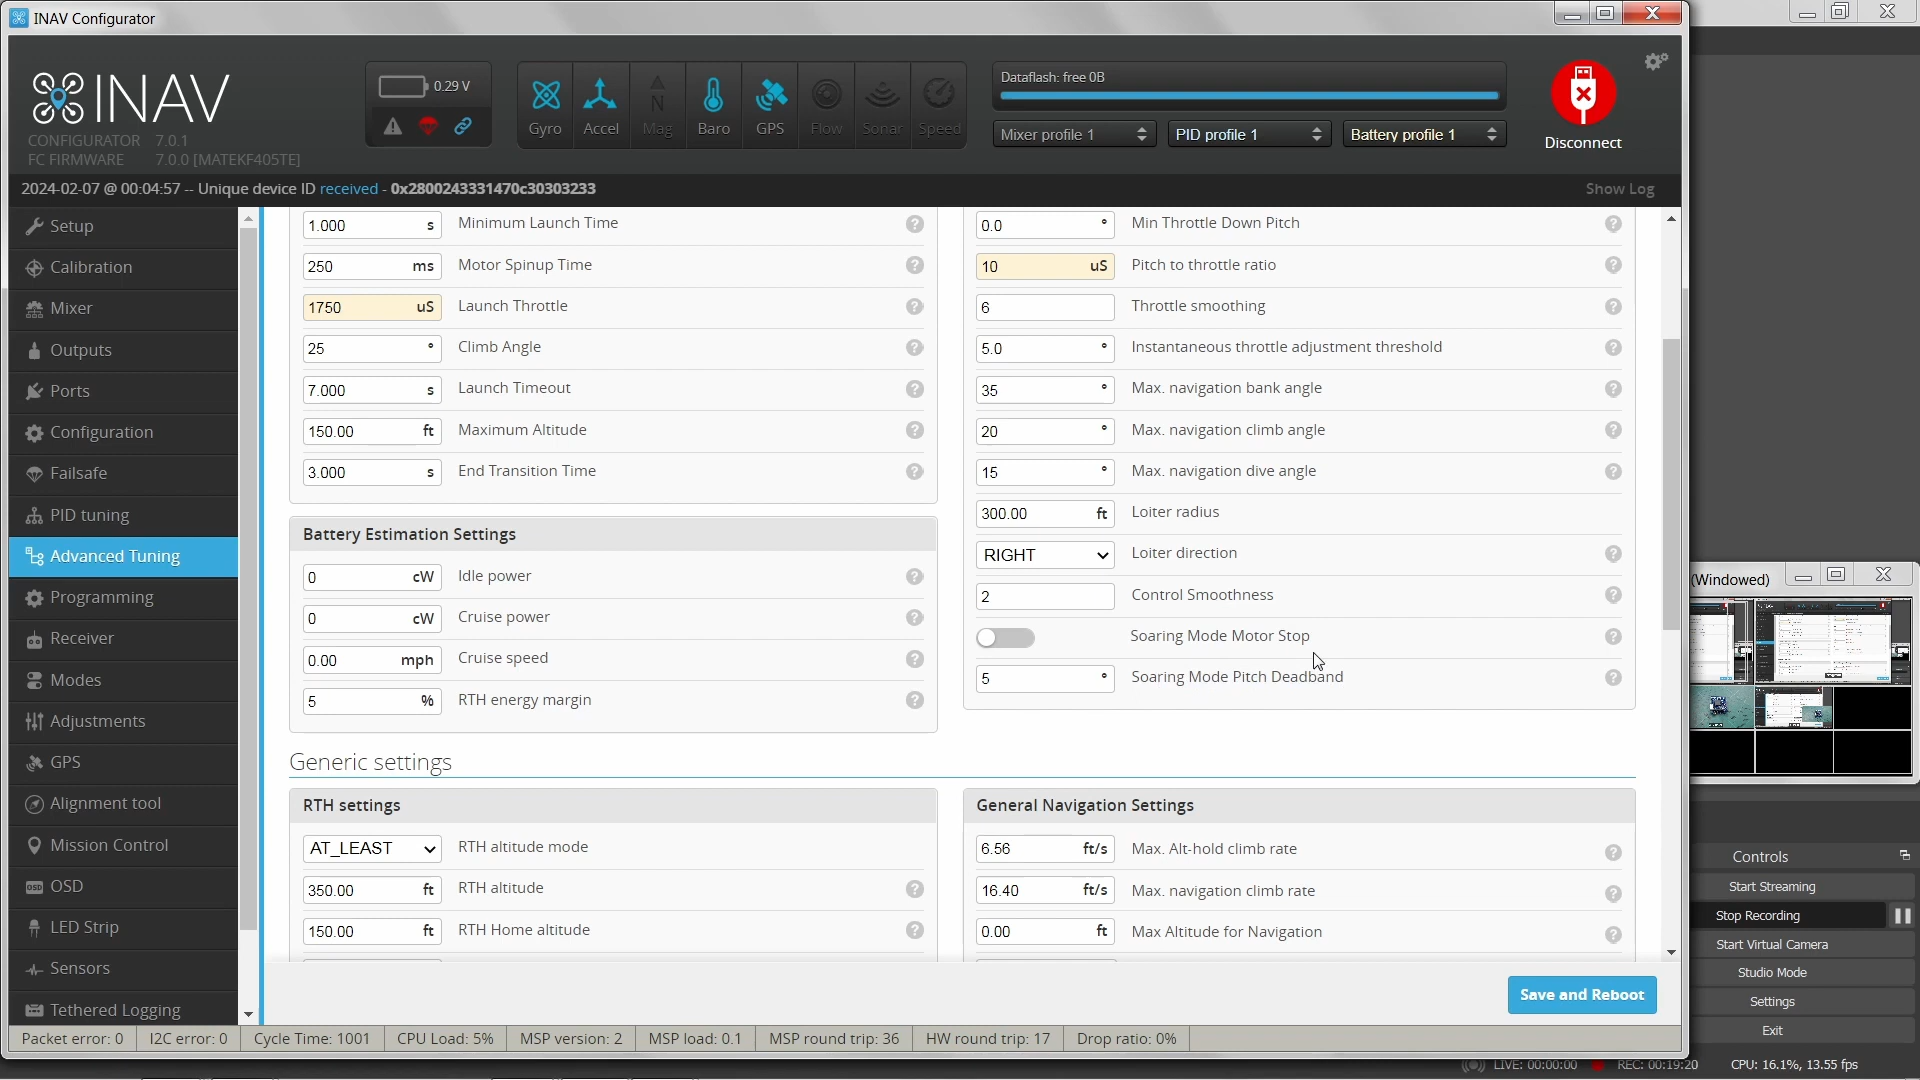 INAV Configurator
INAV
CONFIGURATOR 7.0.1
FC FIRMWARE 7.0.0 [MATEKF405TE]
0.29 V
Gyro
Accel
Mag
Baro
GPS
Flow
Sonar
Speed
Dataflash: free 0B
Mixer profile 1
PID profile 1
Battery profile 1
Disconnect
2024-02-07 @ 00:04:57 -- Unique device ID received - 0x2800243331470c30303233
Show Log
Setup
Calibration
Mixer
Outputs
Ports
Configuration
Failsafe
PID tuning
Advanced Tuning
Programming
Receiver
Modes
Adjustments
GPS
Alignment tool
Mission Control
OSD
LED Strip
Sensors
Tethered Logging
1.000 s Minimum Launch Time
250 ms Motor Spinup Time
1750 uS Launch Throttle
25 ° Climb Angle
7.000 s Launch Timeout
150.00 ft Maximum Altitude
3.000 s End Transition Time
Battery Estimation Settings
0 cW Idle power
0 cW Cruise power
0.00 mph Cruise speed
5 % RTH energy margin
0.0 ° Min Throttle Down Pitch
10 uS Pitch to throttle ratio
6 Throttle smoothing
5.0 ° Instantaneous throttle adjustment threshold
35 ° Max. navigation bank angle
20 ° Max. navigation climb angle
15 ° Max. navigation dive angle
300.00 ft Loiter radius
RIGHT Loiter direction
2 Control Smoothness
Soaring Mode Motor Stop
5 ° Soaring Mode Pitch Deadband
Generic settings
RTH settings
AT_LEAST RTH altitude mode
350.00 ft RTH altitude
150.00 ft RTH Home altitude
General Navigation Settings
6.56 ft/s Max. Alt-hold climb rate
16.40 ft/s Max. navigation climb rate
0.00 ft Max Altitude for Navigation
Save and Reboot
Packet error: 0
I2C error: 0
Cycle Time: 1001
CPU Load: 5%
MSP version: 2
MSP load: 0.1
MSP round trip: 36
HW round trip: 17
Drop ratio: 0%
(Windowed)
Controls
Start Streaming
Stop Recording
Start Virtual Camera
Studio Mode
Settings
Exit
LIVE: 00:00:00
REC: 00:19:20
CPU: 16.1%, 13.55 fps